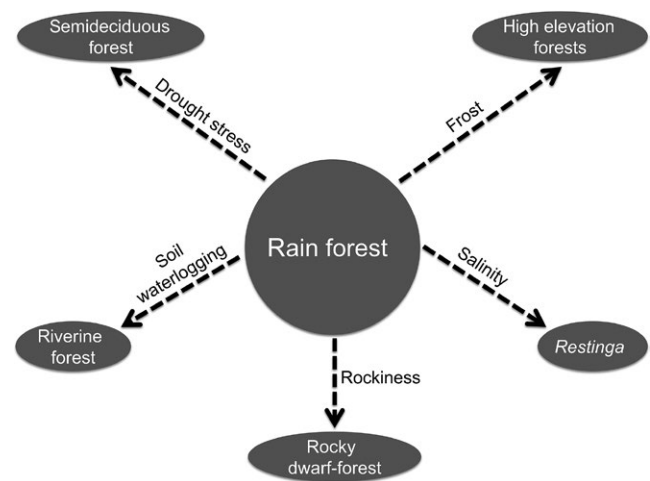 Semideciduous
forest
High elevation
forests
Drought stress
Frost
Rain forest
Soil
waterlogging
Salinity
Riverine
forest
Restinga
Rockiness
Rocky
dwarf-forest